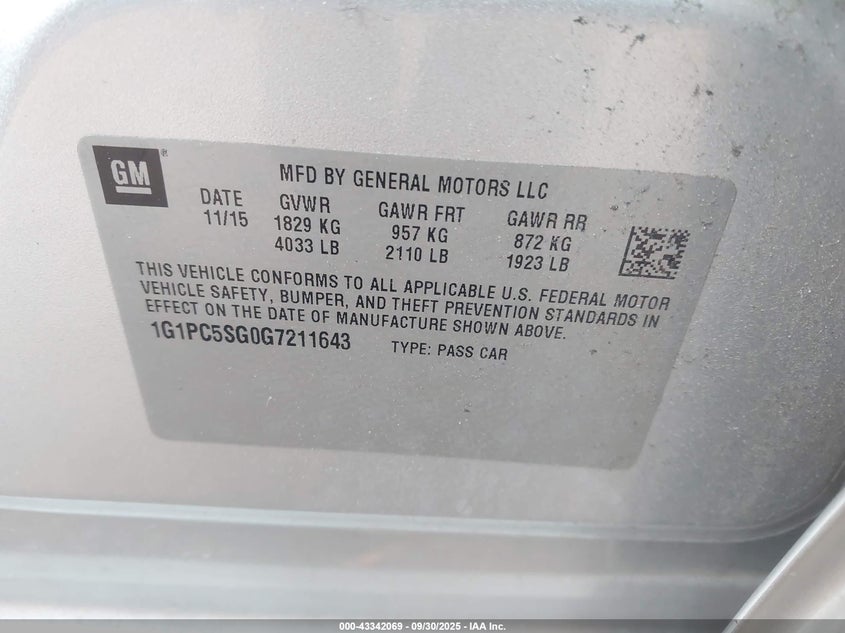 GM ®
MFD BY GENERAL MOTORS LLC
DATE GVWR GAWR FRT GAWR RR
11/15 1829 KG 957 KG 872 KG
4033 LB 2110 LB 1923 LB
THIS VEHICLE CONFORMS TO ALL APPLICABLE U.S. FEDERAL MOTOR
VEHICLE SAFETY, BUMPER, AND THEFT PREVENTION STANDARDS IN
EFFECT ON THE DATE OF MANUFACTURE SHOWN ABOVE.
1G1PC5SG0G7211643 TYPE: PASS CAR
000-43342069 - 09/30/2025 - IAA Inc.